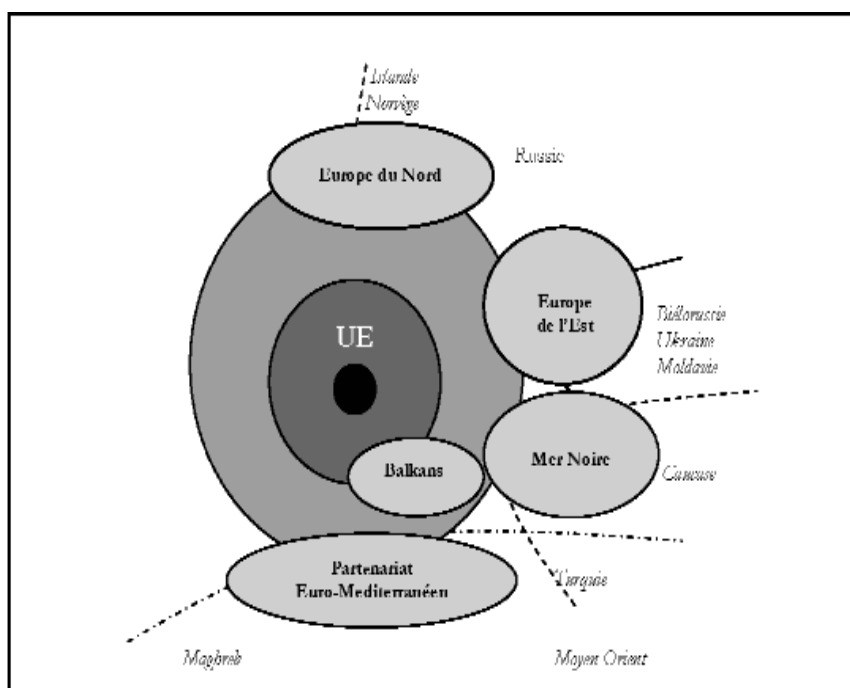 Islande
Norvège
Europe du Nord
Russie
Europe
de l'Est
Biélorussie
Ukraine
Moldavie
UE
Balkans
Mer Noire
Caucase
Partenariat
Euro-Mediterranéen
Turquie
Maghreb
Moyen Orient